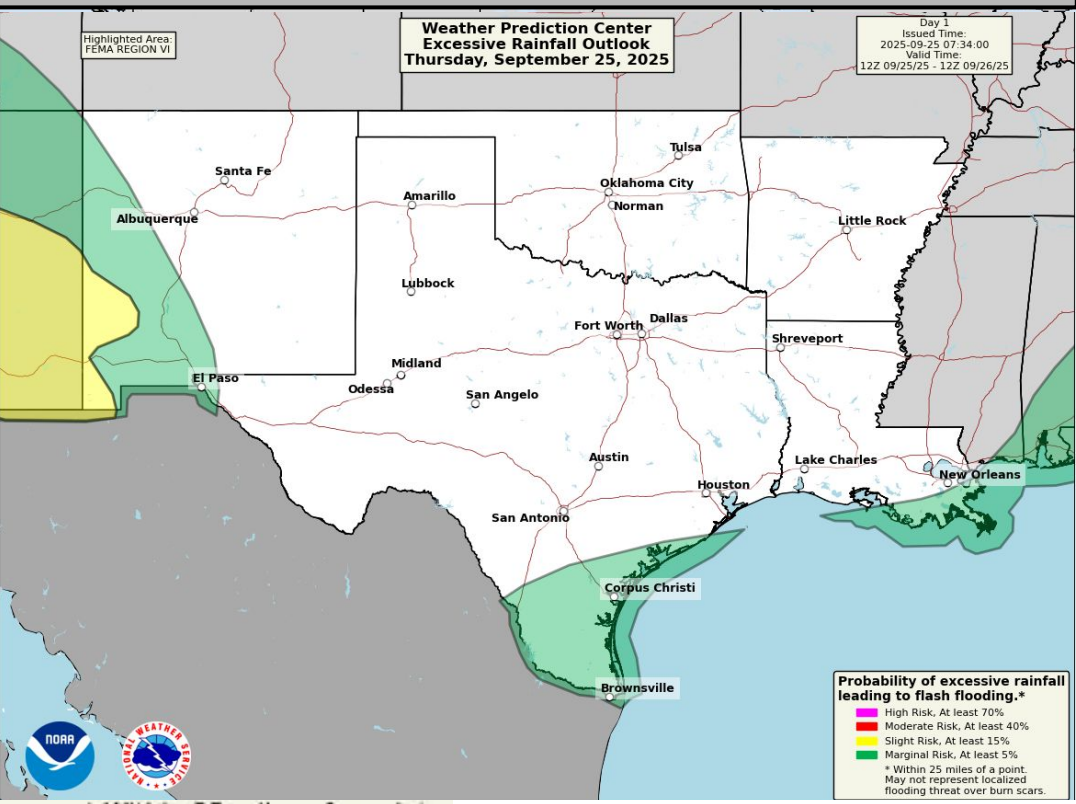 Weather Prediction Center
Excessive Rainfall Outlook
Thursday, September 25, 2025
Highlighted Area:
FEMA REGION VI
Day 1
Issued Time:
2025-09-25 07:34:00
Valid Time:
12Z 09/25/25 - 12Z 09/26/25
Tulsa
Santa Fe
Oklahoma City
Amarillo
Norman
Albuquerque
Little Rock
Lubbock
Dallas
Fort Worth
Shreveport
Midland
El Paso
Odessa
San Angelo
Austin
Lake Charles
New Orleans
Houston
San Antonio
Corpus Christi
Brownsville
Probability of excessive rainfall
leading to flash flooding.*
High Risk, At least 70%
Moderate Risk, At least 40%
Slight Risk, At least 15%
Marginal Risk, At least 5%
* Within 25 miles of a point.
May not represent localized
flooding threat over burn scars.
NOAA
NATIONAL WEATHER SERVICE